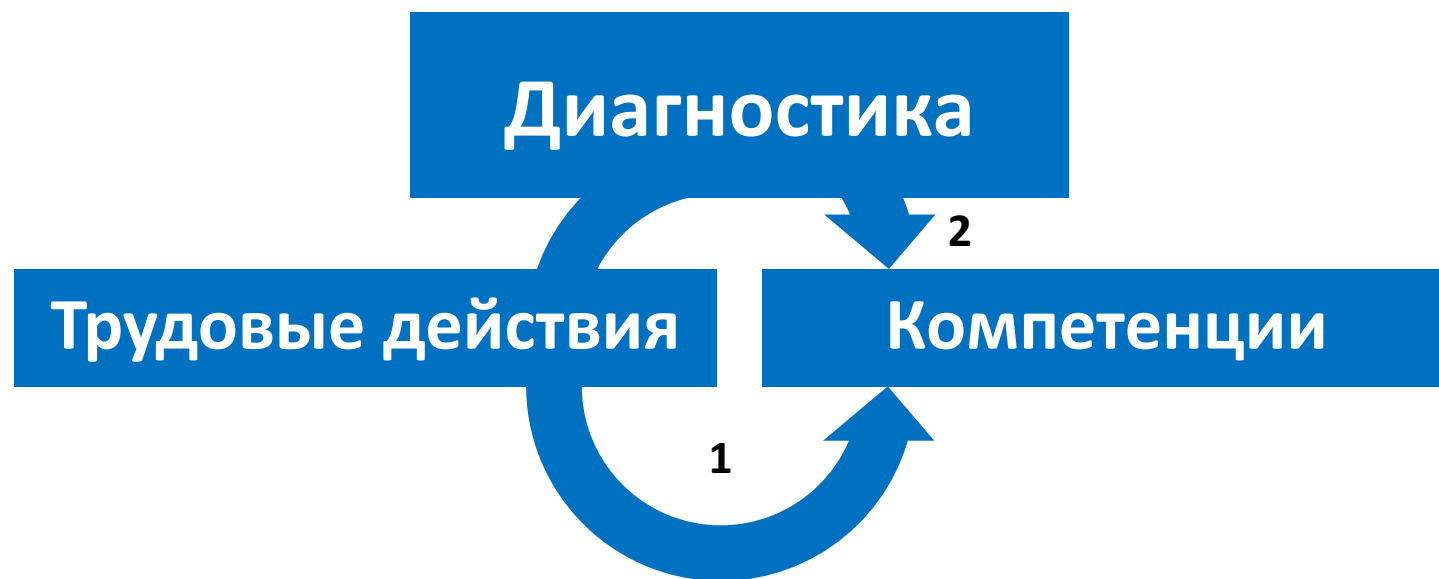 Диагностика
2
Трудовые действия
Компетенции
1